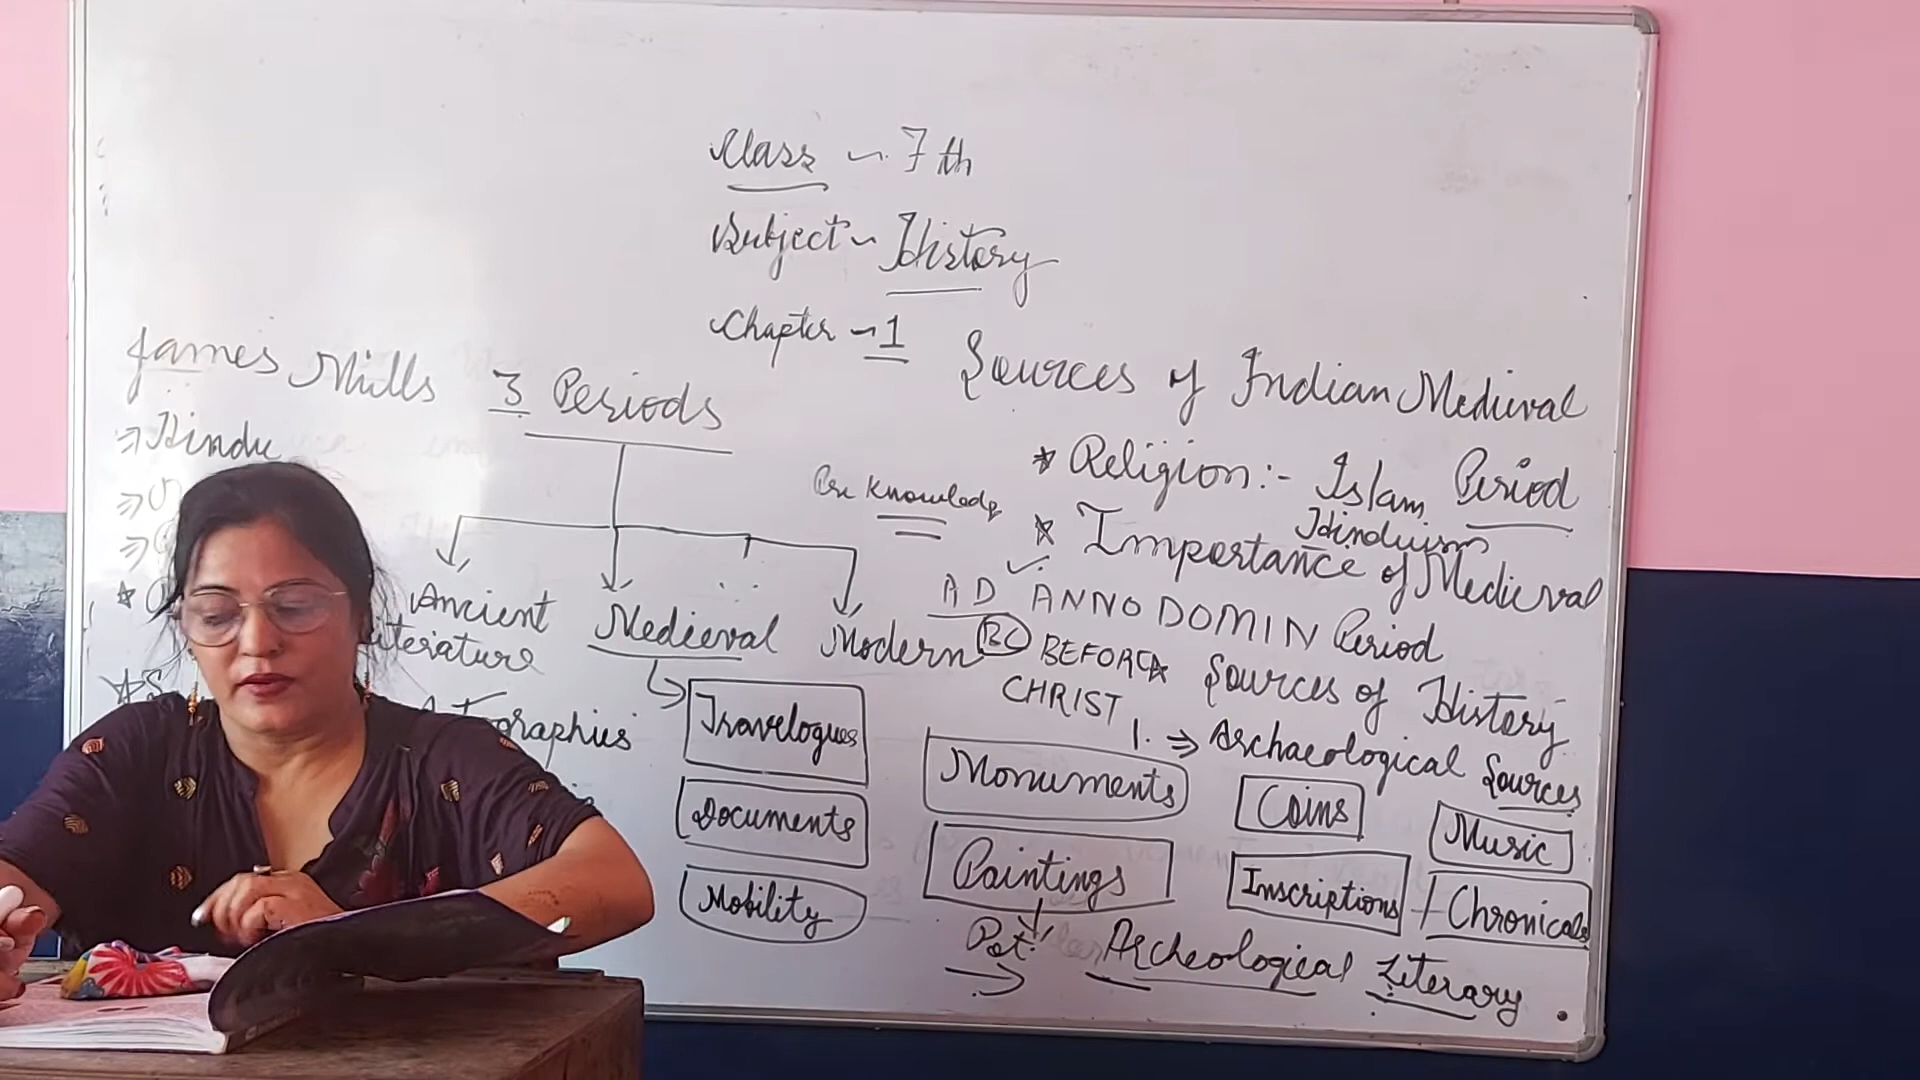 Class ~ 7th
Subject ~ History
Chapter ~ 1
Sources of Indian Medieval
Period
James Mills 3 Periods
⇒ Hindu
Ancient
Medieval
Modern
Literature
Travelogues
Documents
Mobility
Pre Knowledge
* Religion:- Islam
Hinduism
* Importance of Medieval
Period
AD ✓ ANNO DOMIN
BC BEFORE
CHRIST
* Sources of History
1. ⇒ Archaeological Sources
Monuments
Coins
Music
Paintings
Inscriptions
Chronicals
Pot.
Archeological Literary